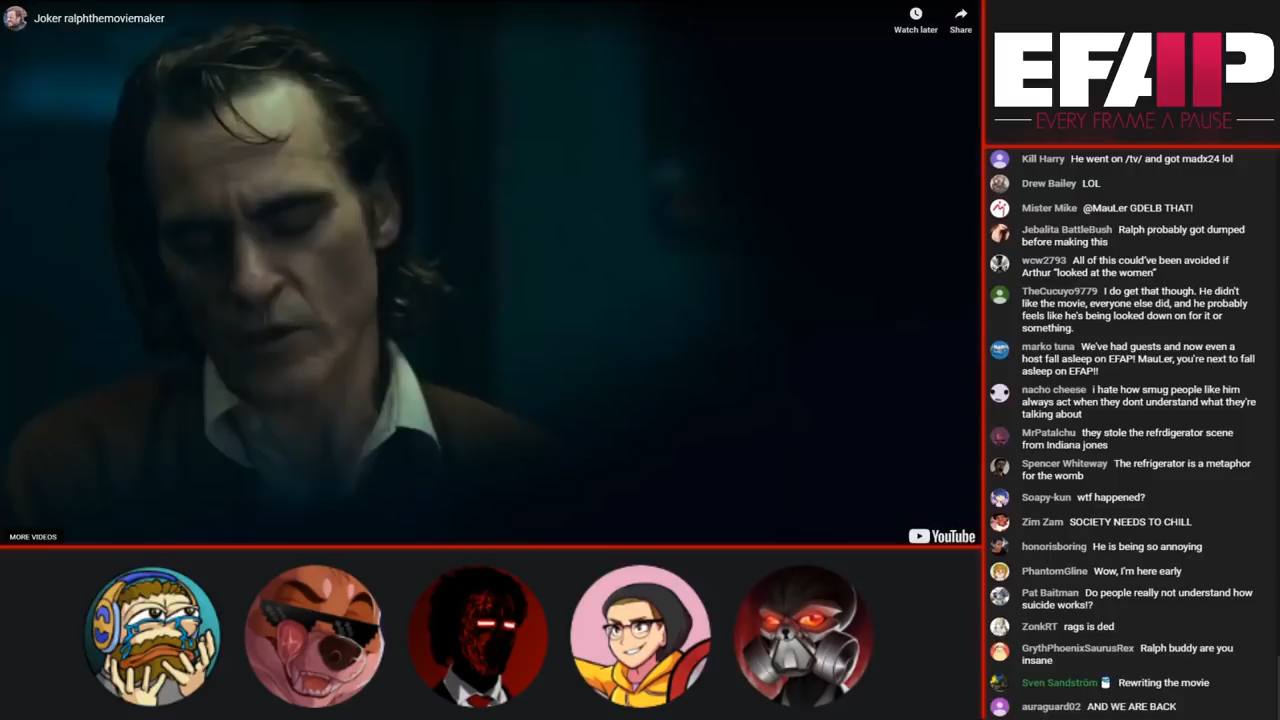 Joker ralphthemoviemaker
Watch later
Share
MORE VIDEOS
YouTube
EFAP
EVERY FRAME A PAUSE
Kill Harry He went on /tv/ and got madx24 lol
Drew Bailey LOL
Mister Mike @MauLer GDELB THAT!
Jebalita BattleBush Ralph probably got dumped
before making this
wcw2793 All of this could've been avoided if
Arthur "looked at the women"
TheCucuyo9779 I do get that though. He didn't
like the movie, everyone else did, and he probably
feels like he's being looked down on for it or
something.
marko tuna We've had guests and now even a
host fall asleep on EFAP! MauLer, you're next to fall
asleep on EFAP!!
nacho cheese i hate how smug people like him
always act when they dont understand what they're
talking about
MrPatalchu they stole the refrdigerator scene
from Indiana jones
Spencer Whiteway The refrigerator is a metaphor
for the womb
Soapy-kun wtf happened?
Zim Zam SOCIETY NEEDS TO CHILL
honorisboring He is being so annoying
PhantomGline Wow, I'm here early
Pat Baitman Do people really not understand how
suicide works!?
ZonkRT rags is ded
GrythPhoenixSaurusRex Ralph buddy are you
insane
Sven Sandström Rewriting the movie
auraguard02 AND WE ARE BACK